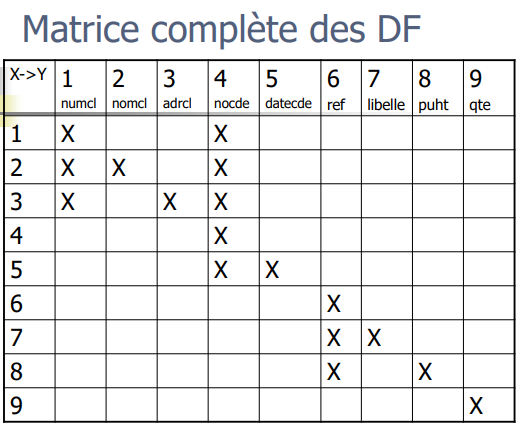 Matrice complète des DF
X->Y 1 2 3 4 5 6 7 8 9
numcl nomcl adrcl nocde datecde ref libelle puht qte
1 X X
2 X X X
3 X X X
4 X
5 X X
6 X
7 X X
8 X X
9 X